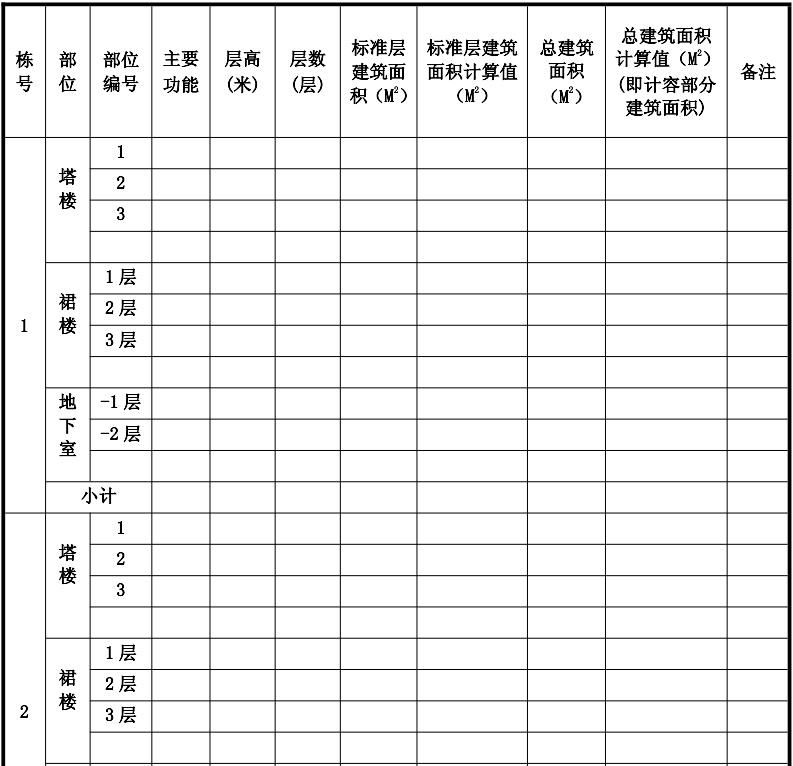 栋号
部位
部位编号
主要功能
层高(米)
层数(层)
标准层建筑面积（M²）
标准层建筑面积计算值（M²）
总建筑面积（M²）
总建筑面积计算值（M²）(即计容部分建筑面积)
备注
1
塔楼
1
2
3
裙楼
1层
2层
3层
地下室
-1层
-2层
小计
2
塔楼
1
2
3
裙楼
1层
2层
3层